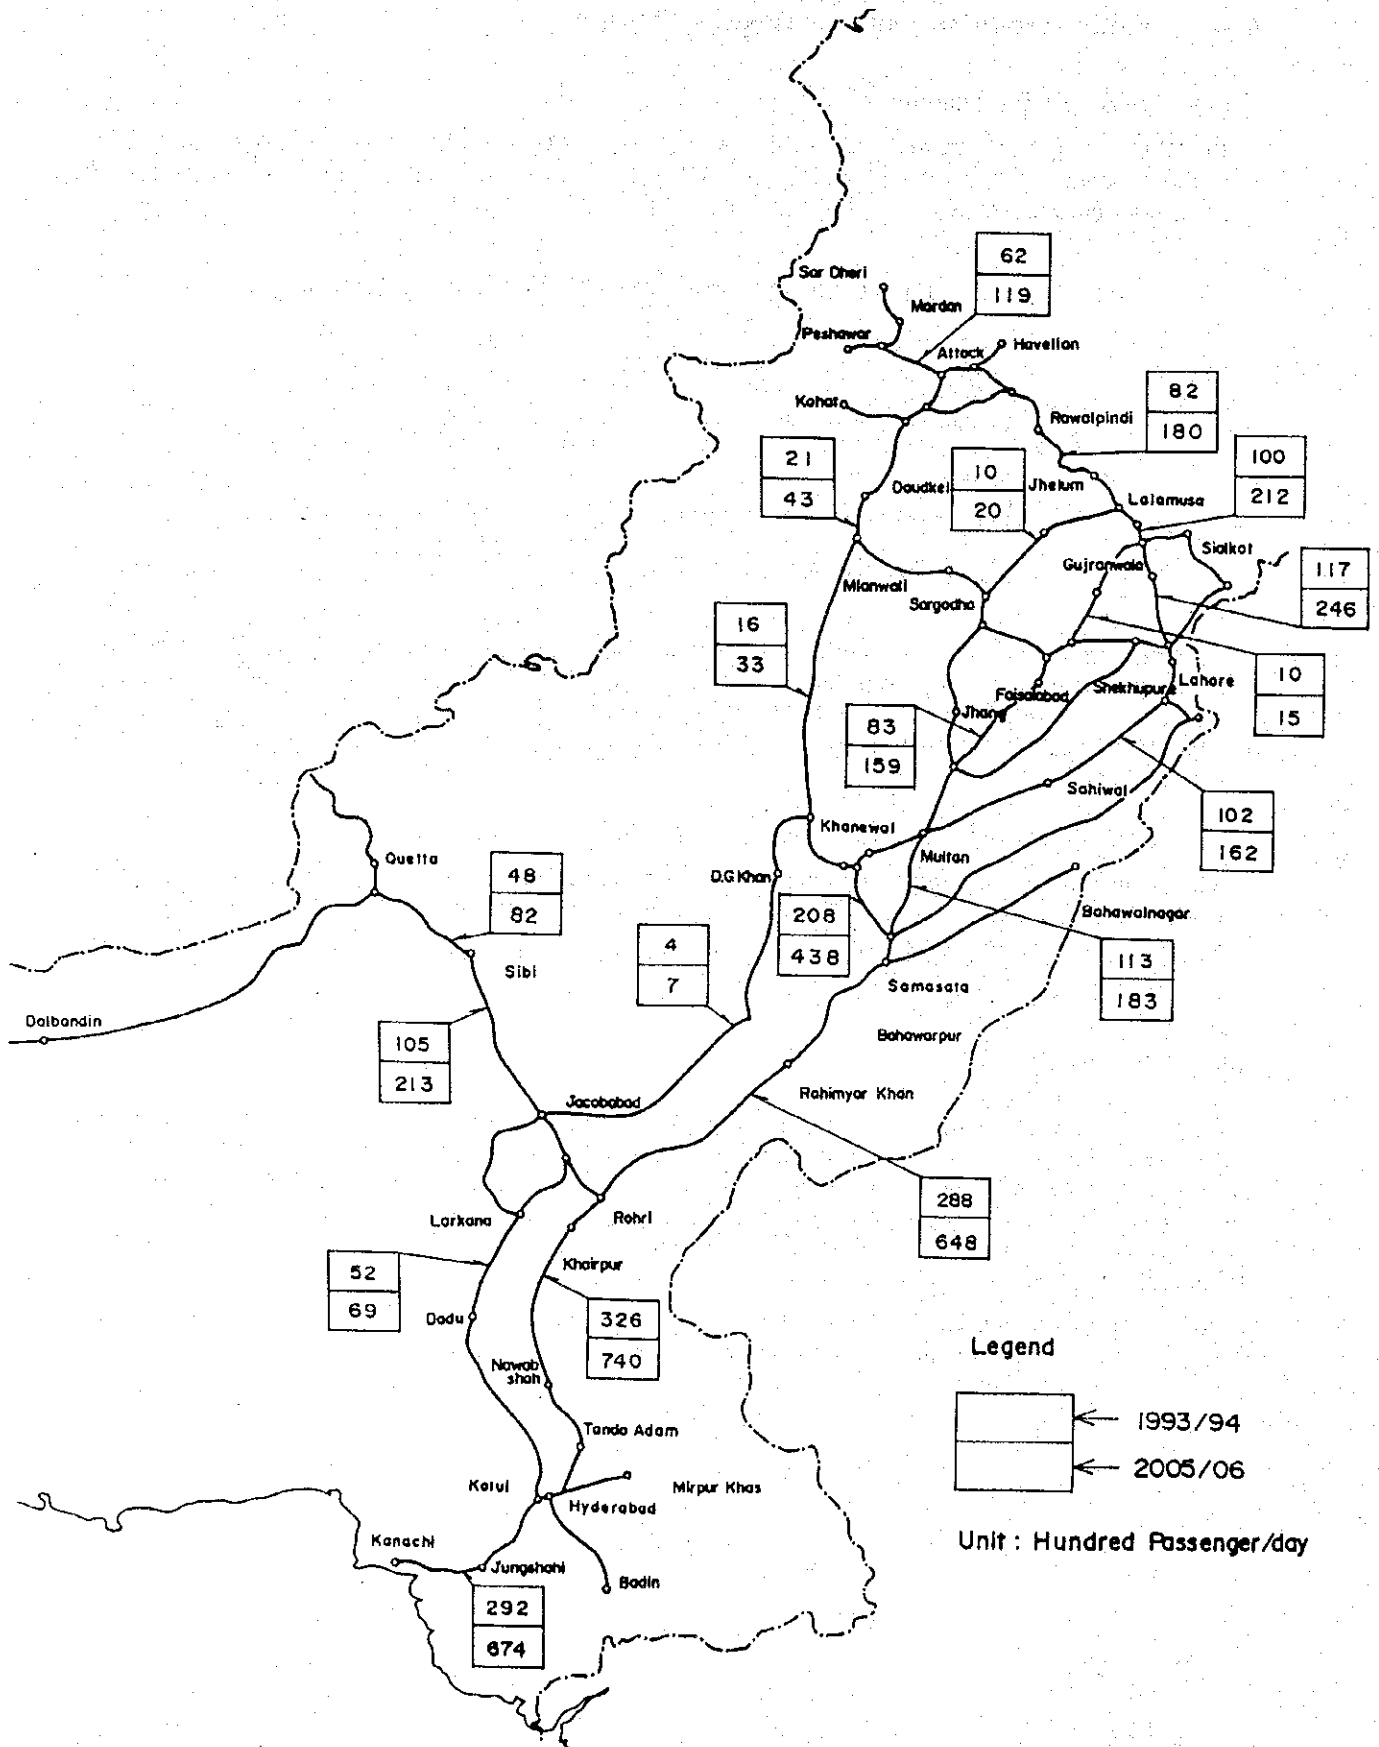 62
119
Sar Dheri
Mardan
Peshawar
Attock
Havelian
Kohat
Rawalpindi
82
180
21
43
Daudkel
10
20
Jhelum
Lalamusa
100
212
Mianwali
Sargodha
Gujranwala
Sialkot
117
246
16
33
Faisalabad
Shekhupure
Lahore
10
15
Jhang
83
159
Sahiwal
102
162
Khanewal
Multan
D.G Khan
Quetta
48
82
208
438
Bahawalnagar
113
183
4
7
Sibi
Samasata
Dalbandin
105
213
Bahawarpur
Jacobabad
Rahimyar Khan
288
648
Larkana
Rohri
Khairpur
52
69
Dadu
326
740
Nawab
shah
Tando Adam
Kotui
Hyderabad
Mirpur Khas
Kanachi
Jungshahi
Badin
292
674
Legend
1993/94
2005/06
Unit : Hundred Passenger/day